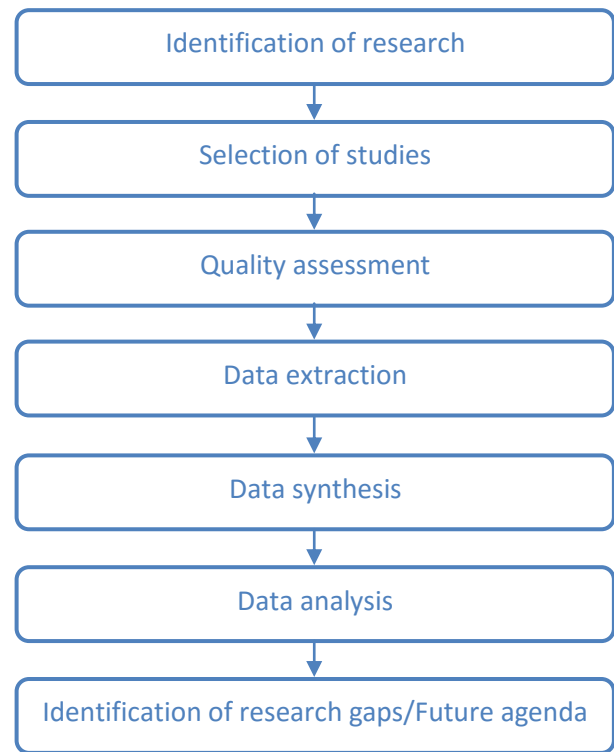 Identification of research
Selection of studies
Quality assessment
Data extraction
Data synthesis
Data analysis
Identification of research gaps/Future agenda